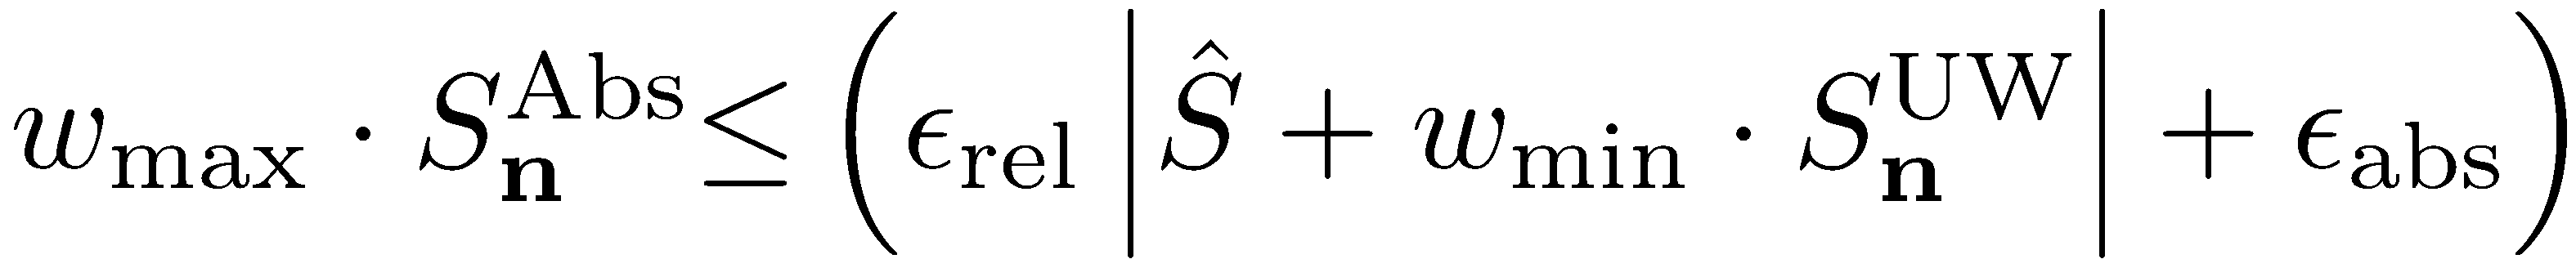 w_max · S_𝐧^Abs ≤ (ϵ_rel |Ŝ + w_min · S_𝐧^UW| + ϵ_abs)